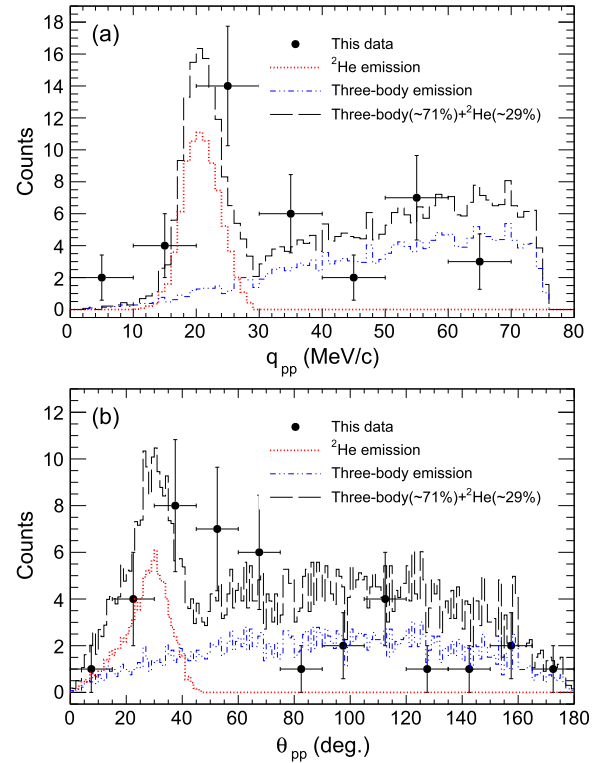 (a)
This data
²He emission
Three-body emission
Three-body(~71%)+²He(~29%)
Counts
18
16
14
12
10
8
6
4
2
0
0 10 20 30 40 50 60 70 80
q pp (MeV/c)
(b)
This data
²He emission
Three-body emission
Three-body(~71%)+²He(~29%)
Counts
12
10
8
6
4
2
0
0 20 40 60 80 100 120 140 160 180
θ pp (deg.)